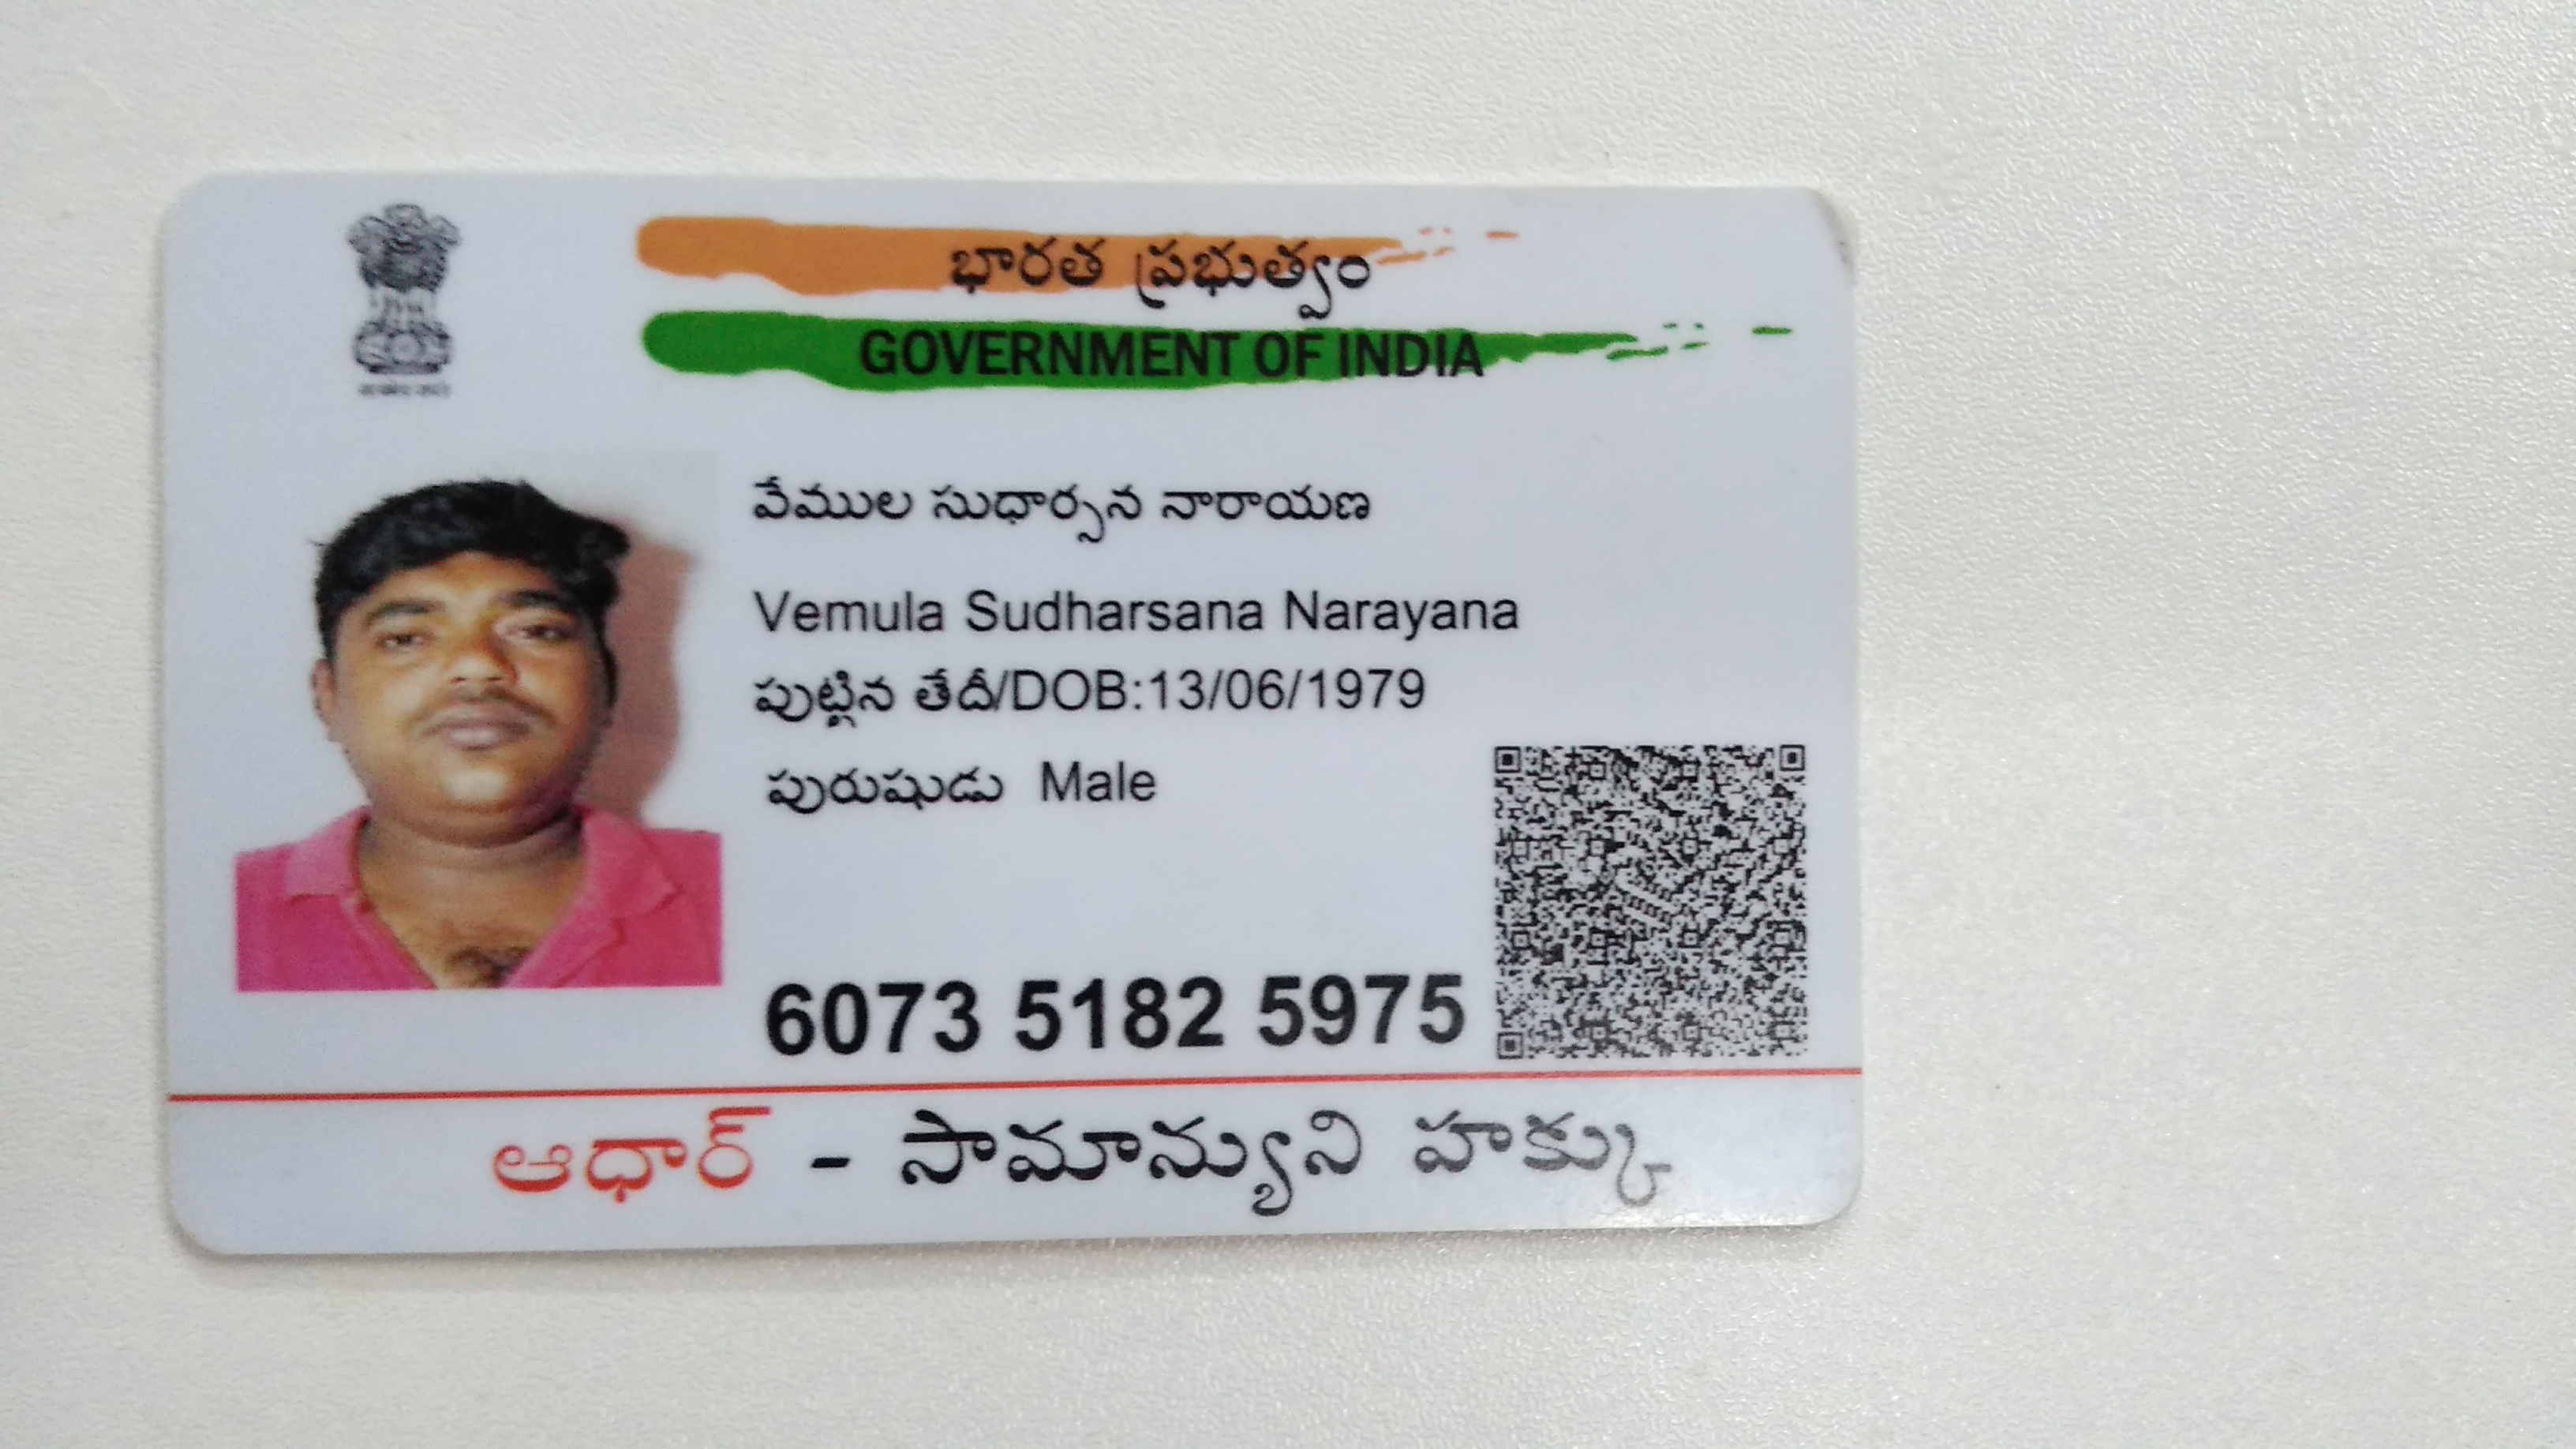 భారత ప్రభుత్వం
GOVERNMENT OF INDIA
వేముల సుధార్సన నారాయణ
Vemula Sudharsana Narayana
పుట్టిన తేదీ/DOB:13/06/1979
పురుషుడు Male
6073 5182 5975
ఆధార్ - సామాన్యుని హక్కు